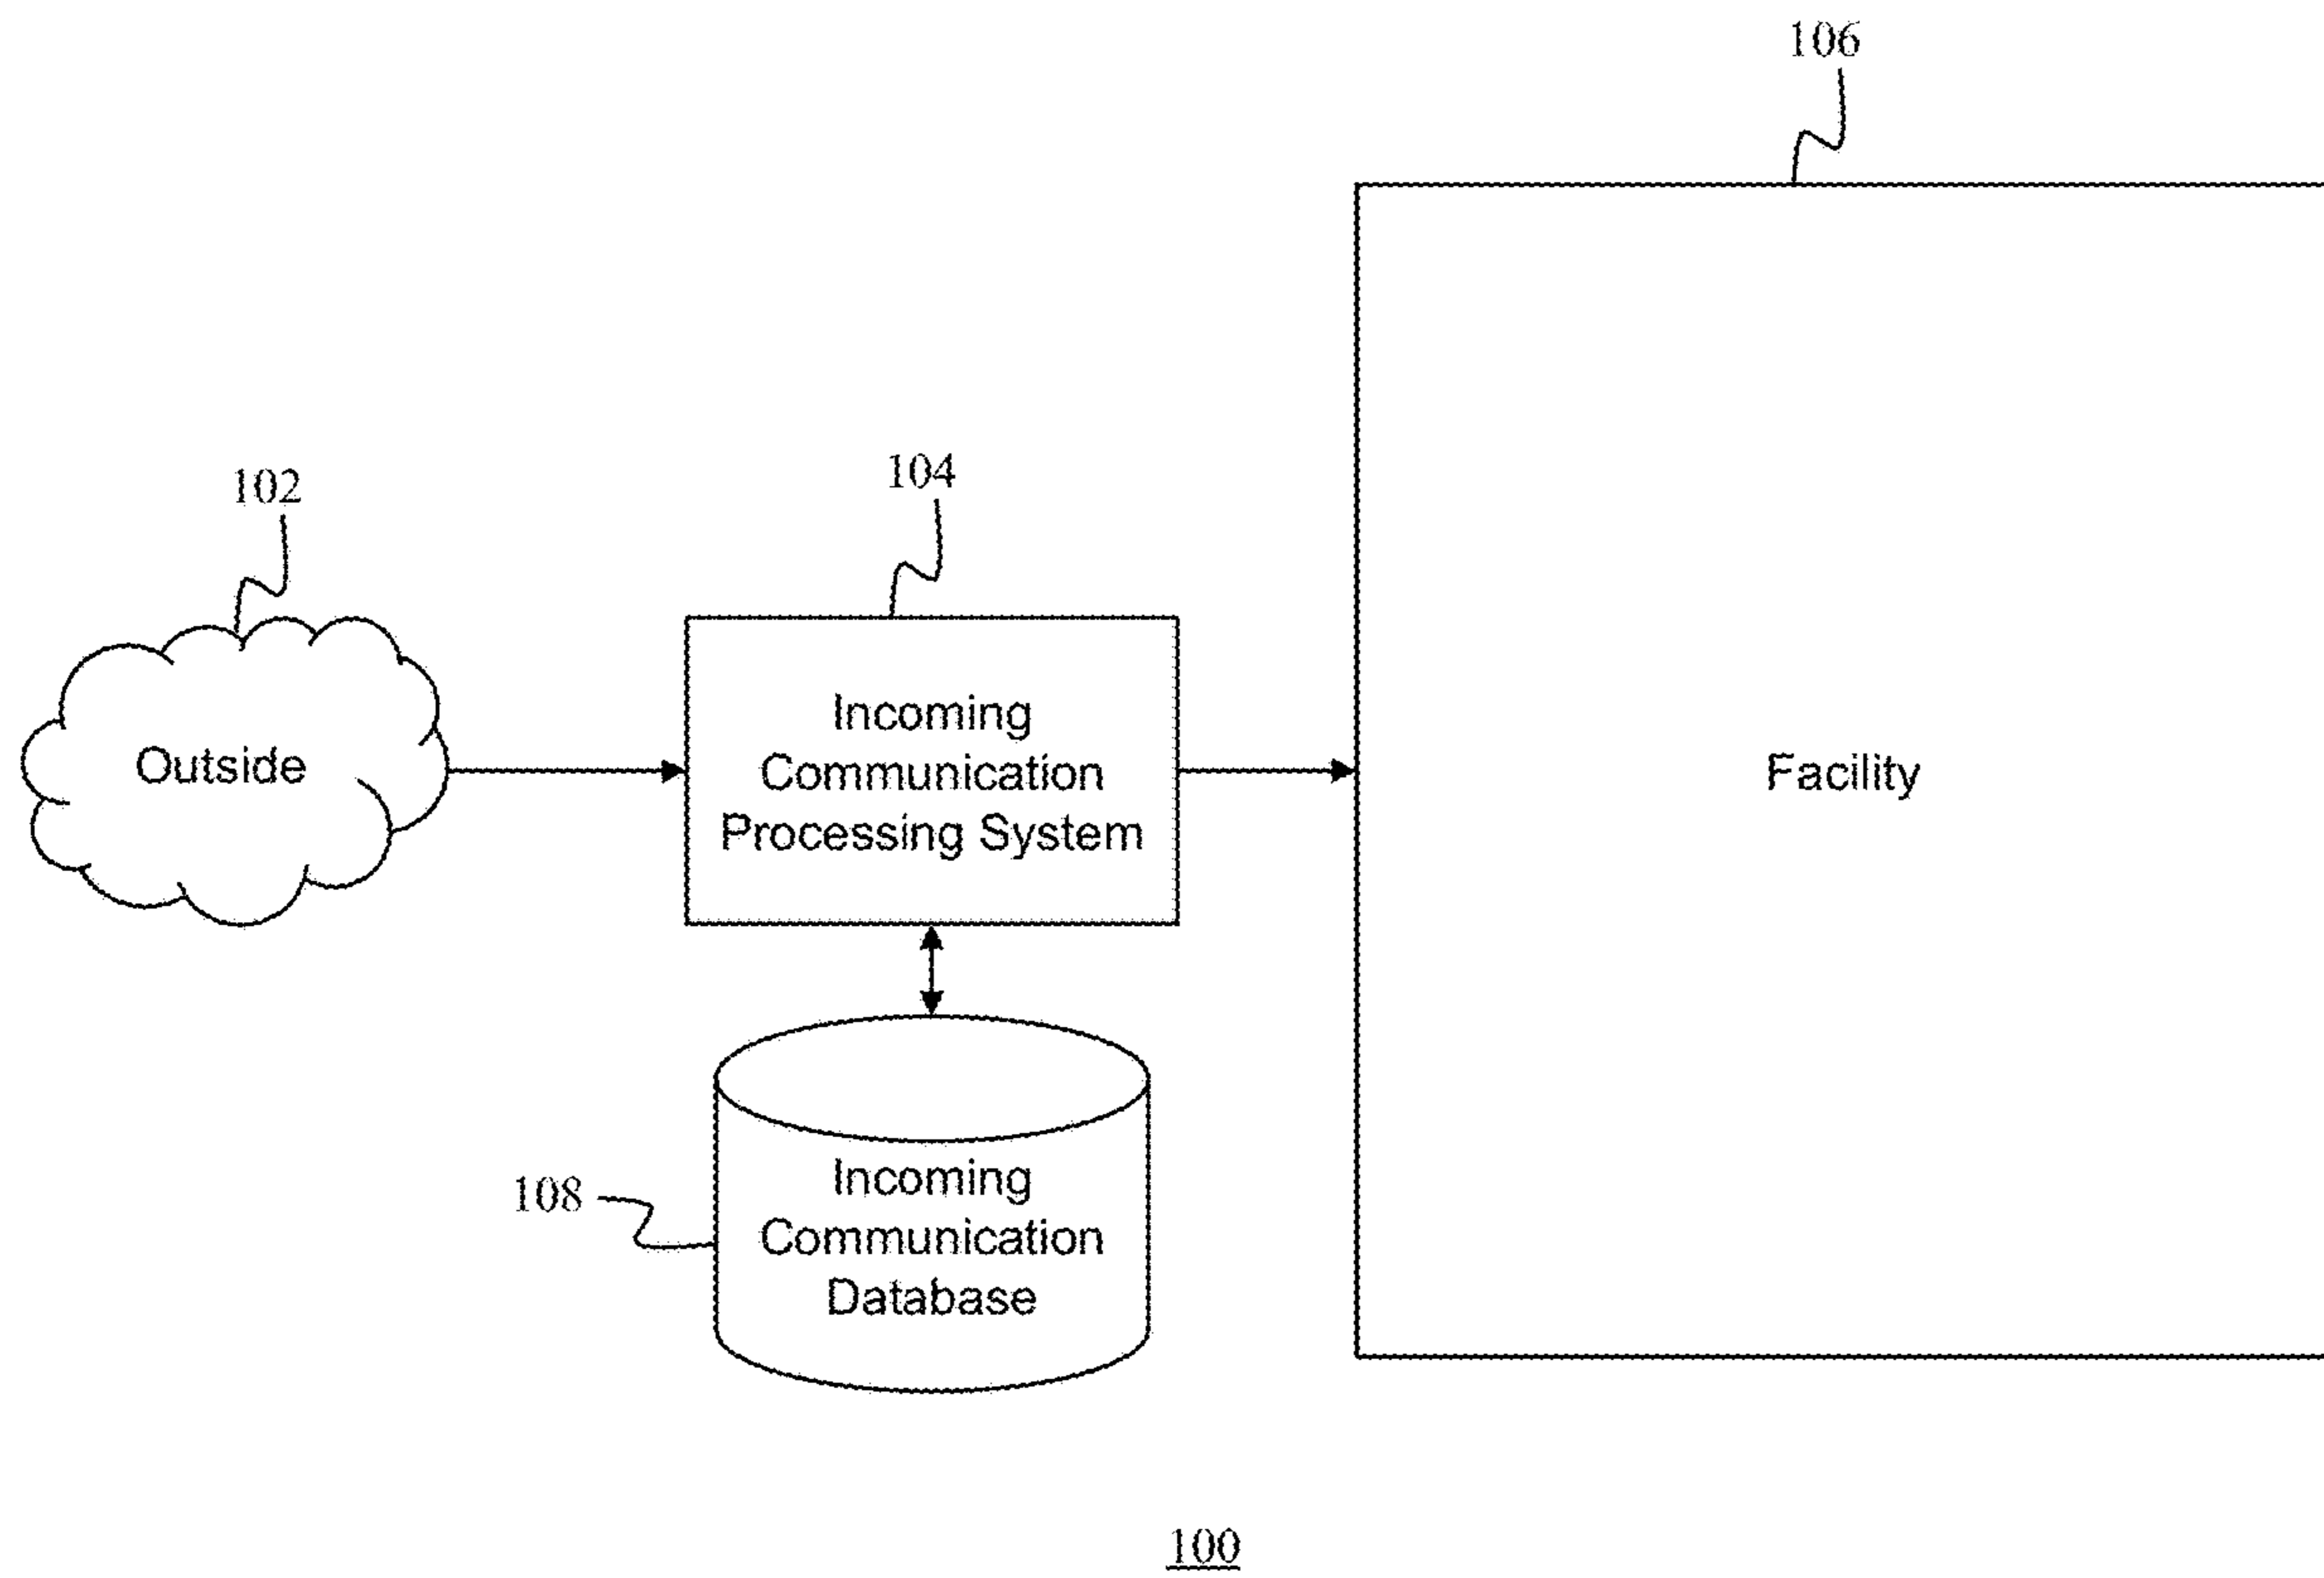 106
102
104
Outside
Incoming
Communication
Processing System
Facility
108
Incoming
Communication
Database
100